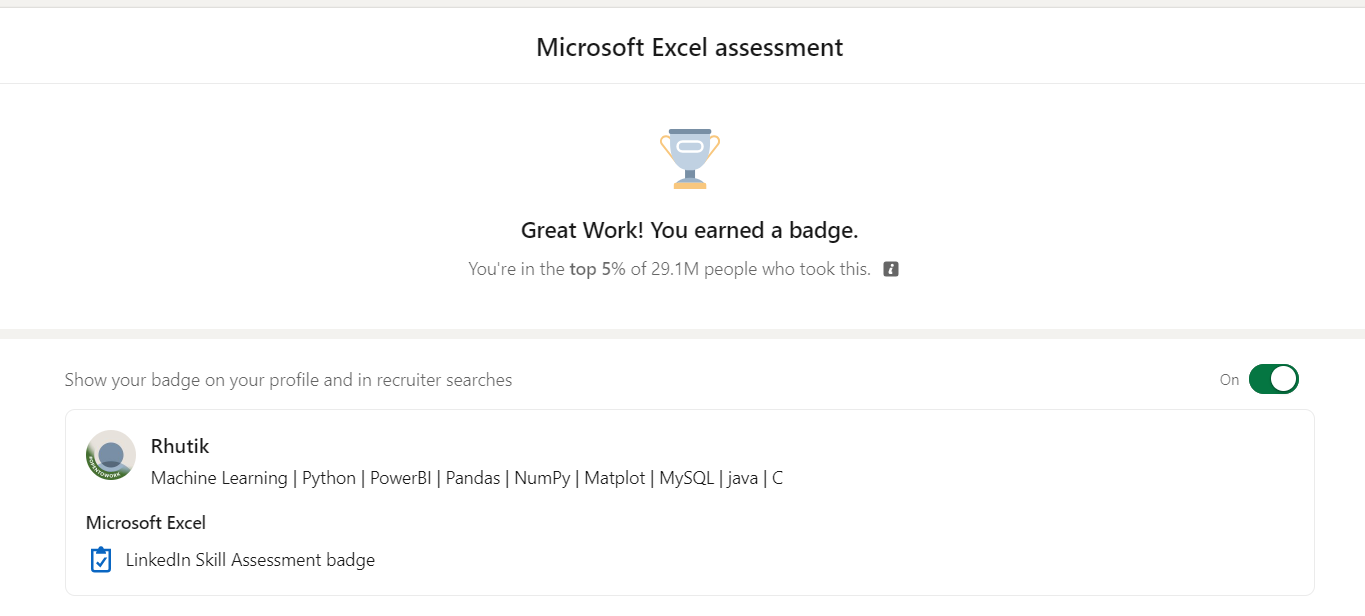 Microsoft Excel assessment
Great Work! You earned a badge.
You're in the top 5% of 29.1M people who took this. i
Show your badge on your profile and in recruiter searches
On
Rhutik
Machine Learning | Python | PowerBI | Pandas | NumPy | Matplot | MySQL | java | C
#OPENTOWORK
Microsoft Excel
LinkedIn Skill Assessment badge